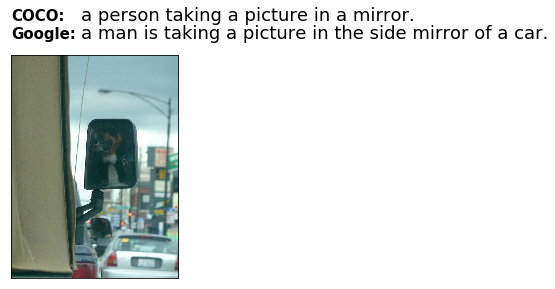 COCO: a person taking a picture in a mirror.
Google: a man is taking a picture in the side mirror of a car.